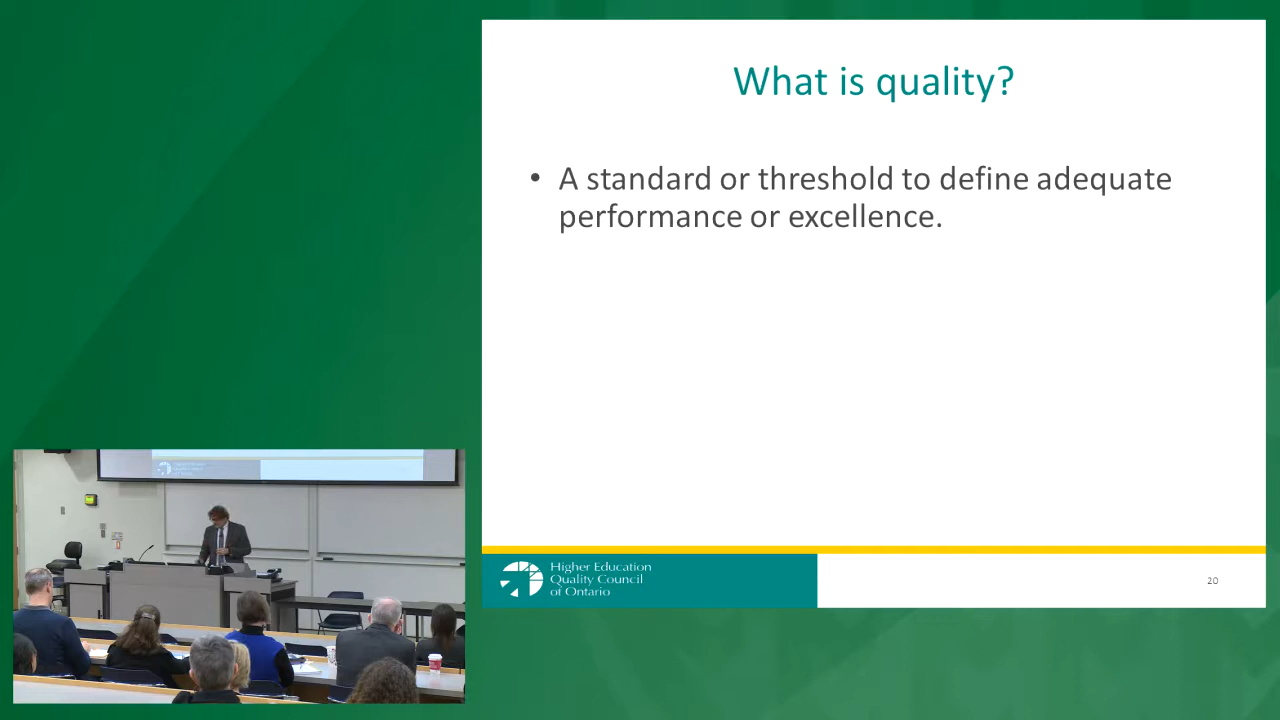 What is quality?
• A standard or threshold to define adequate
performance or excellence.
Higher Education
Quality Council
of Ontario
20